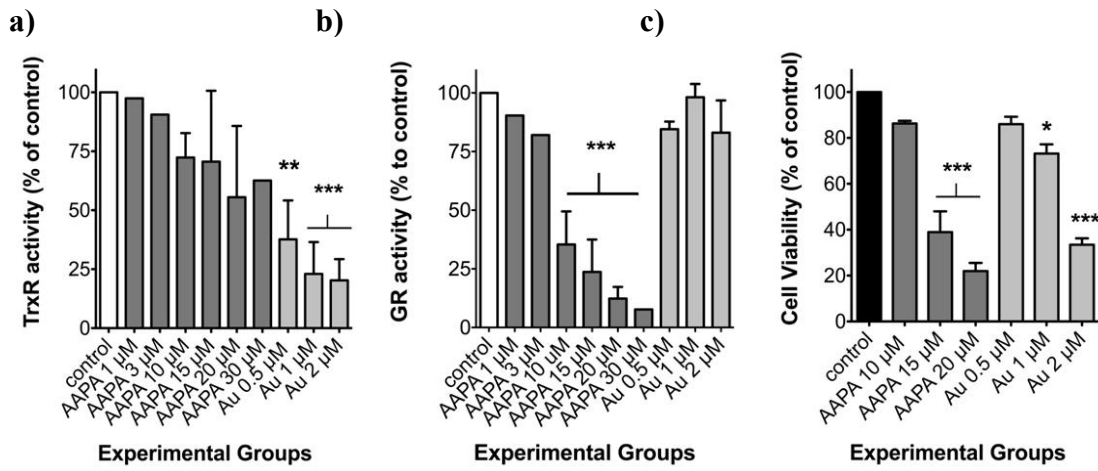 a)
b)
c)
TrxR activity (% of control)
100
75
50
25
0
**
***
control
AAPA 1 µM
AAPA 3 µM
AAPA 10 µM
AAPA 15 µM
AAPA 20 µM
AAPA 30 µM
Au 0.5 µM
Au 1 µM
Au 2 µM
Experimental Groups
GR activity (% to control)
100
75
50
25
0
***
control
AAPA 1 µM
AAPA 3 µM
AAPA 10 µM
AAPA 15 µM
AAPA 20 µM
AAPA 30 µM
Au 0.5 µM
Au 1 µM
Au 2 µM
Experimental Groups
Cell Viability (% of control)
100
80
60
40
20
0
***
*
***
control
AAPA 10 µM
AAPA 15 µM
AAPA 20 µM
Au 0.5 µM
Au 1 µM
Au 2 µM
Experimental Groups